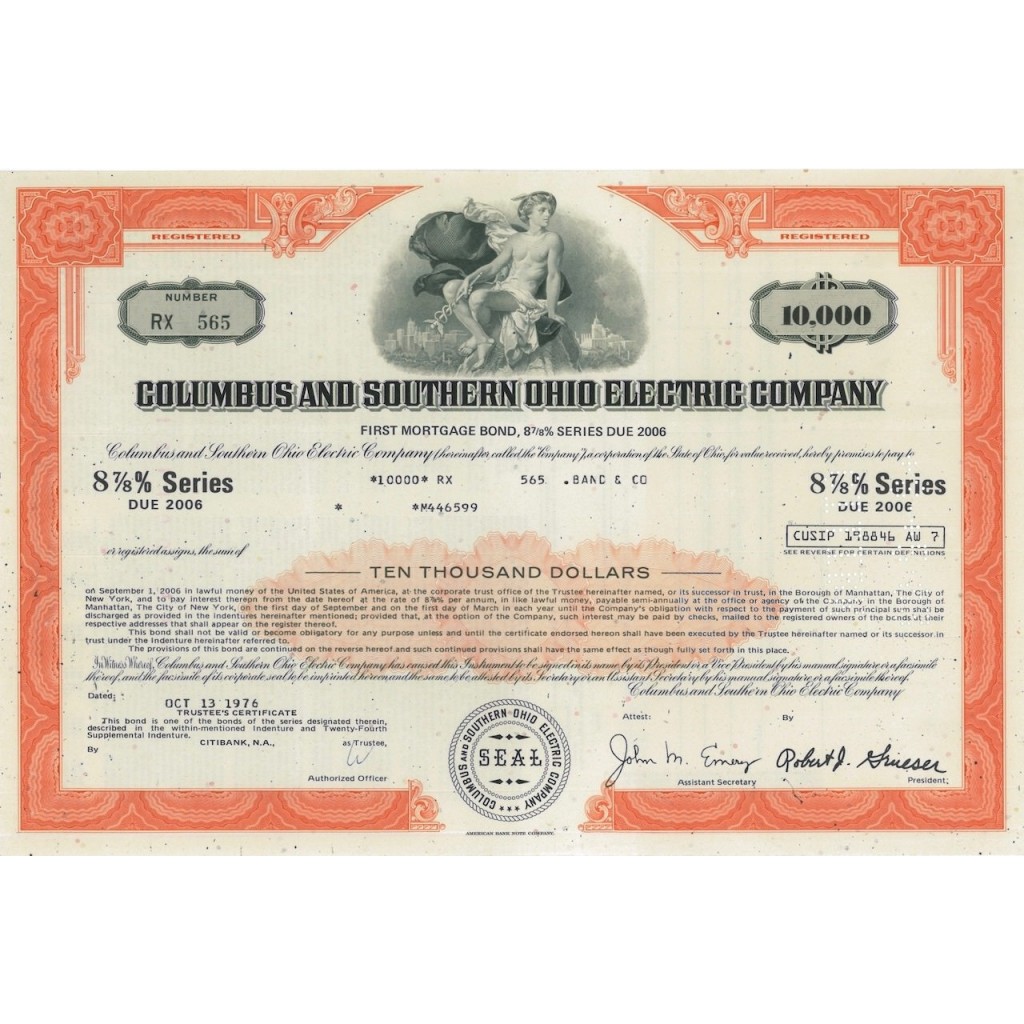 REGISTERED
REGISTERED
NUMBER
RX 565
10,000
COLUMBUS AND SOUTHERN OHIO ELECTRIC COMPANY
FIRST MORTGAGE BOND, 8⅞% SERIES DUE 2006
Columbus and Southern Ohio Electric Company (hereinafter called the "Company"), a corporation of the State of Ohio, for value received, hereby promises to pay to
8⅞% Series
DUE 2006
*10000* RX 565 .BAND & CO
* *M446599
8⅞% Series
DUE 2006
CUSIP 198846 AW 7
SEE REVERSE FOR CERTAIN DEFINITIONS
or registered assigns, the sum of
TEN THOUSAND DOLLARS
on September 1, 2006 in lawful money of the United States of America, at the corporate trust office of the Trustee hereinafter named, or its successor in trust, in the Borough of Manhattan, The City of
New York, and to pay interest thereon from the date hereof at the rate of 8⅞% per annum, in like lawful money, payable semi-annually at the office or agency of the Company in the Borough of
Manhattan, The City of New York, on the first day of September and on the first day of March in each year until the Company's obligation with respect to the payment of such principal sum shall be
discharged as provided in the Indentures hereinafter mentioned; provided that, at the option of the Company, such interest may be paid by checks, mailed to the registered owners of the bonds at their
respective addresses that shall appear on the register thereof.
This bond shall not be valid or become obligatory for any purpose unless and until the certificate endorsed hereon shall have been executed by the Trustee hereinafter named or its successor in
trust under the Indenture hereinafter referred to.
The provisions of this bond are continued on the reverse hereof and such continued provisions shall have the same effect as though fully set forth in this place.
In Witness Whereof, Columbus and Southern Ohio Electric Company has caused this Instrument to be signed in its name by its President or a Vice President by his manual signature or a facsimile
thereof, and the facsimile of its corporate seal to be imprinted hereon and the same to be attested by its Secretary or an Assistant Secretary by his manual signature or a facsimile thereof.
Columbus and Southern Ohio Electric Company
Dated:
OCT 13 1976
TRUSTEE'S CERTIFICATE
This bond is one of the bonds of the series designated therein,
described in the within-mentioned Indenture and Twenty-Fourth
Supplemental Indenture.
CITIBANK, N.A., as Trustee,
By
Authorized Officer
COLUMBUS AND SOUTHERN OHIO ELECTRIC COMPANY
SEAL
Attest: By
John M. Emery Robert J. Grueser
Assistant Secretary President
AMERICAN BANK NOTE COMPANY.